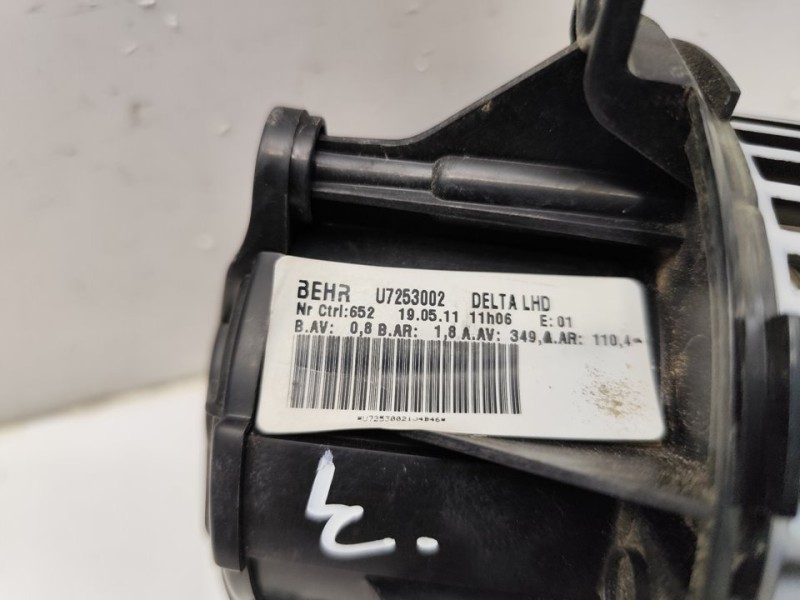 BEHR U7253002 DELTA LHD
Nr Ctrl:652 19.05.11 11h06 E:01
B.AV: 0,8 B.AR: 1,8 A.AV: 349, A.AR: 110,4